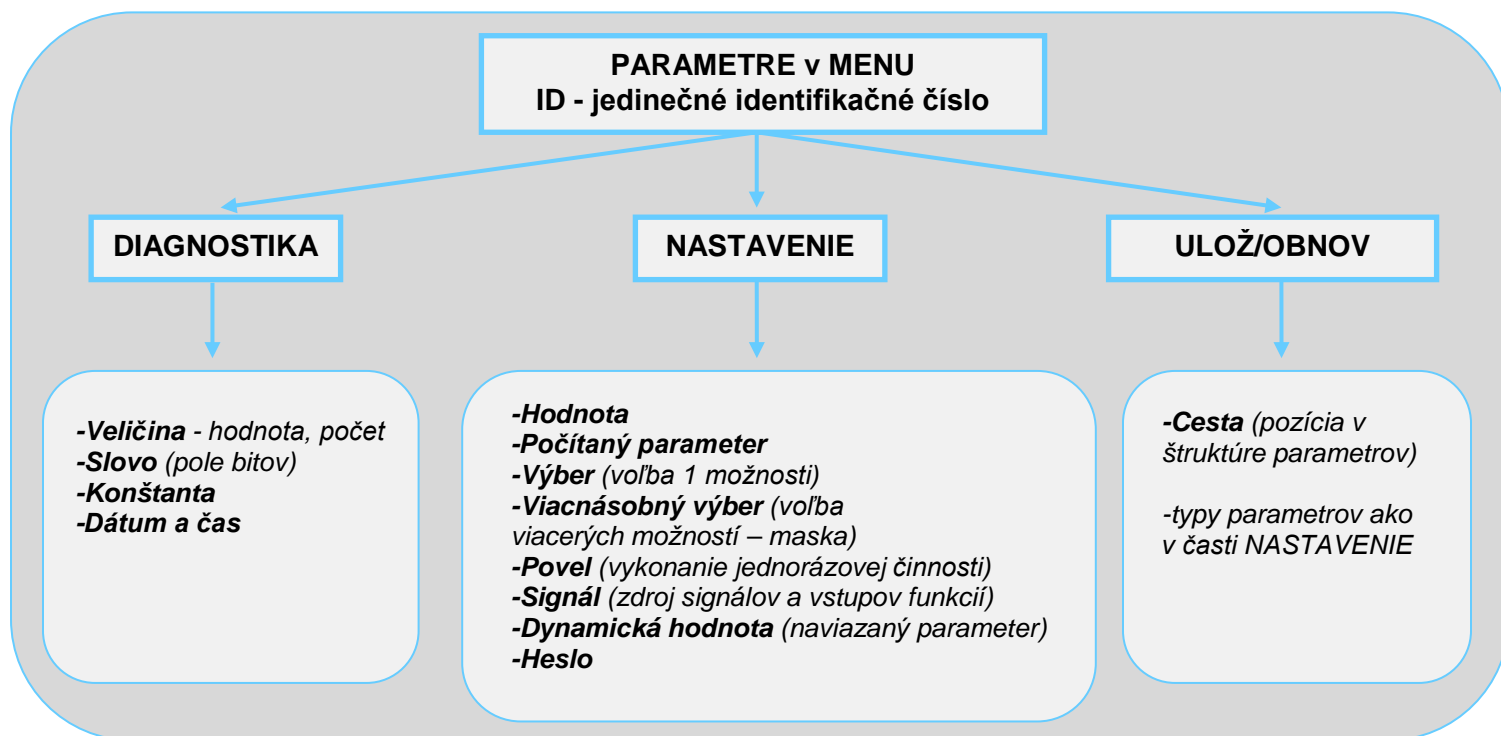 PARAMETRE v MENU
ID - jedinečné identifikačné číslo
DIAGNOSTIKA
NASTAVENIE
ULOŽ/OBNOV
-Veličina - hodnota, počet
-Slovo (pole bitov)
-Konštanta
-Dátum a čas
-Hodnota
-Počítaný parameter
-Výber (voľba 1 možnosti)
-Viacnásobný výber (voľba
viacerých možností – maska)
-Povel (vykonanie jednorázovej činnosti)
-Signál (zdroj signálov a vstupov funkcií)
-Dynamická hodnota (naviazaný parameter)
-Heslo
-Cesta (pozícia v
štruktúre parametrov)
-typy parametrov ako
v časti NASTAVENIE